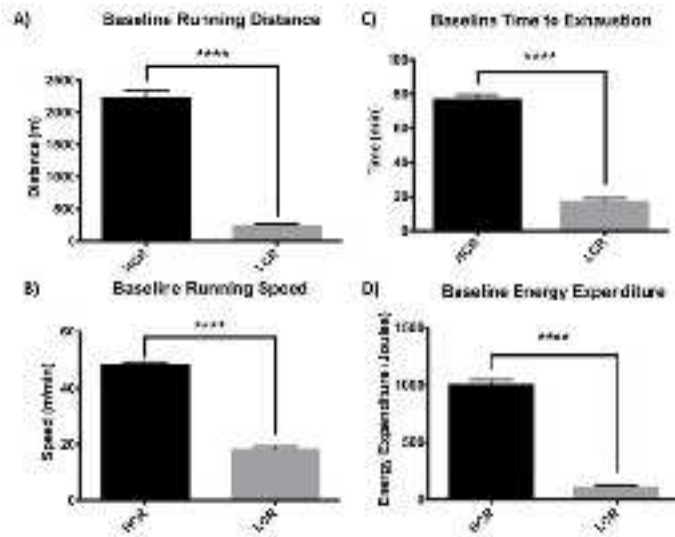 A) Baseline Running Distance
****
Distance (m)
2500
2000
1500
1000
500
0
HCR LCR
C) Baseline Time to Exhaustion
****
Time (min)
100
80
60
40
20
0
HCR LCR
B) Baseline Running Speed
****
Speed (m/min)
60
40
20
0
HCR LCR
D) Baseline Energy Expenditure
****
Energy Expenditure (Joules)
1500
1000
500
0
HCR LCR